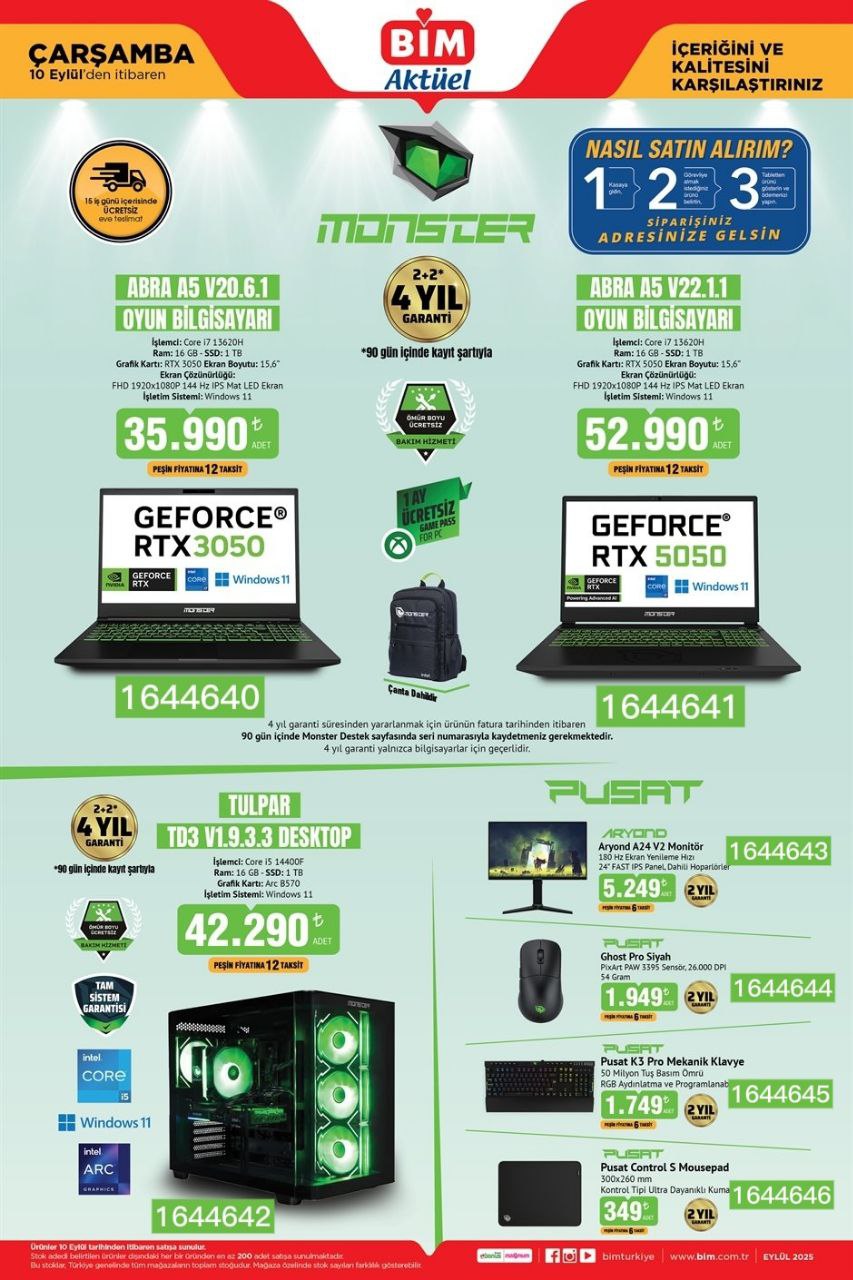 ÇARŞAMBA
10 Eylül'den itibaren
BİM
Aktüel
İÇERİĞİNİ VE
KALİTESİNİ
KARŞILAŞTIRINIZ
15 iş günü içerisinde
ÜCRETSİZ
eve teslimat
MONSTER
NASIL SATIN ALIRIM?
1 Kasaya gidin,
2 Görevliye almak istediğiniz ürünü belirtin,
3 Tabletten ürünü gösterin ve ödemenizi yapın.
SİPARİŞİNİZ
ADRESİNİZE GELSİN
ABRA A5 V20.6.1
OYUN BİLGİSAYARI
İşlemci: Core i7 13620H
Ram: 16 GB - SSD: 1 TB
Grafik Kartı: RTX 3050 Ekran Boyutu: 15,6"
Ekran Çözünürlüğü:
FHD 1920x1080P 144 Hz IPS Mat LED Ekran
İşletim Sistemi: Windows 11
35.990 ₺
ADET
PEŞİN FİYATINA 12 TAKSİT
2+2*
4 YIL
GARANTİ
*90 gün içinde kayıt şartıyla
ÖMÜR BOYU
ÜCRETSİZ
BAKIM HİZMETİ
1 AY
ÜCRETSİZ
GAME PASS
FOR PC
ABRA A5 V22.1.1
OYUN BİLGİSAYARI
İşlemci: Core i7 13620H
Ram: 16 GB - SSD: 1 TB
Grafik Kartı: RTX 5050 Ekran Boyutu: 15,6"
Ekran Çözünürlüğü:
FHD 1920x1080P 144 Hz IPS Mat LED Ekran
İşletim Sistemi: Windows 11
52.990 ₺
ADET
PEŞİN FİYATINA 12 TAKSİT
GEFORCE®
RTX3050
NVIDIA
GEFORCE
RTX
intel
CORE
i7
Windows 11
MONSTER
1644640
MONSTER
intel
Çanta Dahildir
GEFORCE®
RTX 5050
NVIDIA
GEFORCE
RTX
Powering Advanced AI
intel
CORE
i7
Windows 11
MONSTER
1644641
4 yıl garanti süresinden yararlanmak için ürünün fatura tarihinden itibaren
90 gün içinde Monster Destek sayfasında seri numarasıyla kaydetmeniz gerekmektedir.
4 yıl garanti yalnızca bilgisayarlar için geçerlidir.
2+2*
4 YIL
GARANTİ
*90 gün içinde kayıt şartıyla
ÖMÜR BOYU
ÜCRETSİZ
BAKIM HİZMETİ
TAM
SİSTEM
GARANTİSİ
intel
CORE
i5
Windows 11
intel
ARC
GRAPHICS
TULPAR
TD3 V1.9.3.3 DESKTOP
İşlemci: Core İ5 14400F
Ram: 16 GB - SSD: 1 TB
Grafik Kartı: Arc B570
İşletim Sistemi: Windows 11
42.290 ₺
ADET
PEŞİN FİYATINA 12 TAKSİT
1644642
PUSAT
ARYOND
Aryond A24 V2 Monitör
180 Hz Ekran Yenileme Hızı
24" FAST IPS Panel, Dahili Hoparlörler
5.249 ₺
ADET
2 YIL
GARANTİ
PEŞİN FİYATINA 6 TAKSİT
1644643
PUSAT
Ghost Pro Siyah
PixArt PAW 3395 Sensör, 26.000 DPI
54 Gram
1.949 ₺
ADET
2 YIL
GARANTİ
PEŞİN FİYATINA 6 TAKSİT
1644644
PUSAT
Pusat K3 Pro Mekanik Klavye
50 Milyon Tuş Basım Ömrü
RGB Aydınlatma ve Programlanab
1.749 ₺
ADET
2 YIL
GARANTİ
PEŞİN FİYATINA 6 TAKSİT
1644645
PUSAT
Pusat Control S Mousepad
300x260 mm
Kontrol Tipi Ultra Dayanıklı Kuma
349 ₺
ADET
2 YIL
GARANTİ
PEŞİN FİYATINA 6 TAKSİT
1644646
Ürünler 10 Eylül tarihinden itibaren satışa sunulur.
Stok adedi belirtilen ürünler dışındaki her bir üründen en az 200 adet satışa sunulmaktadır.
Bu stoklar, Türkiye genelinde tüm mağazaların toplam stoğudur. Mağaza özelinde stok sayıları farklılık gösterebilir.
bonus
maximum
bimturkiye
www.bim.com.tr
EYLÜL 2025